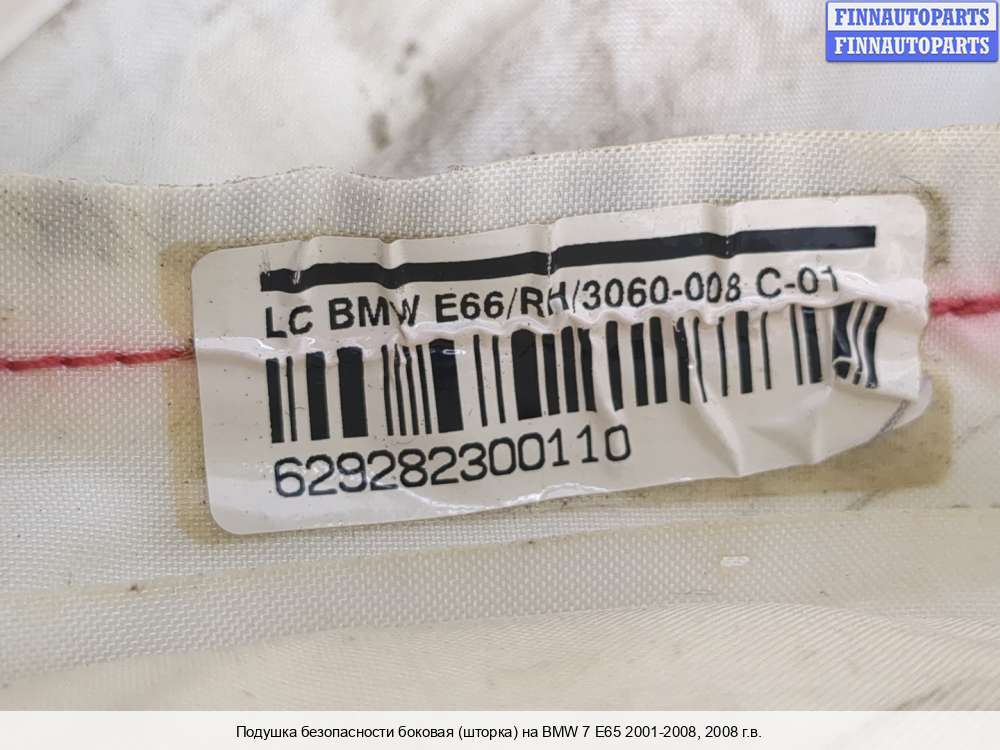 FINNAUTOPARTS
FINNAUTOPARTS
LC BMW E66/RH/3060-008 C-01
629282300110
Подушка безопасности боковая (шторка) на BMW 7 E65 2001-2008, 2008 г.в.